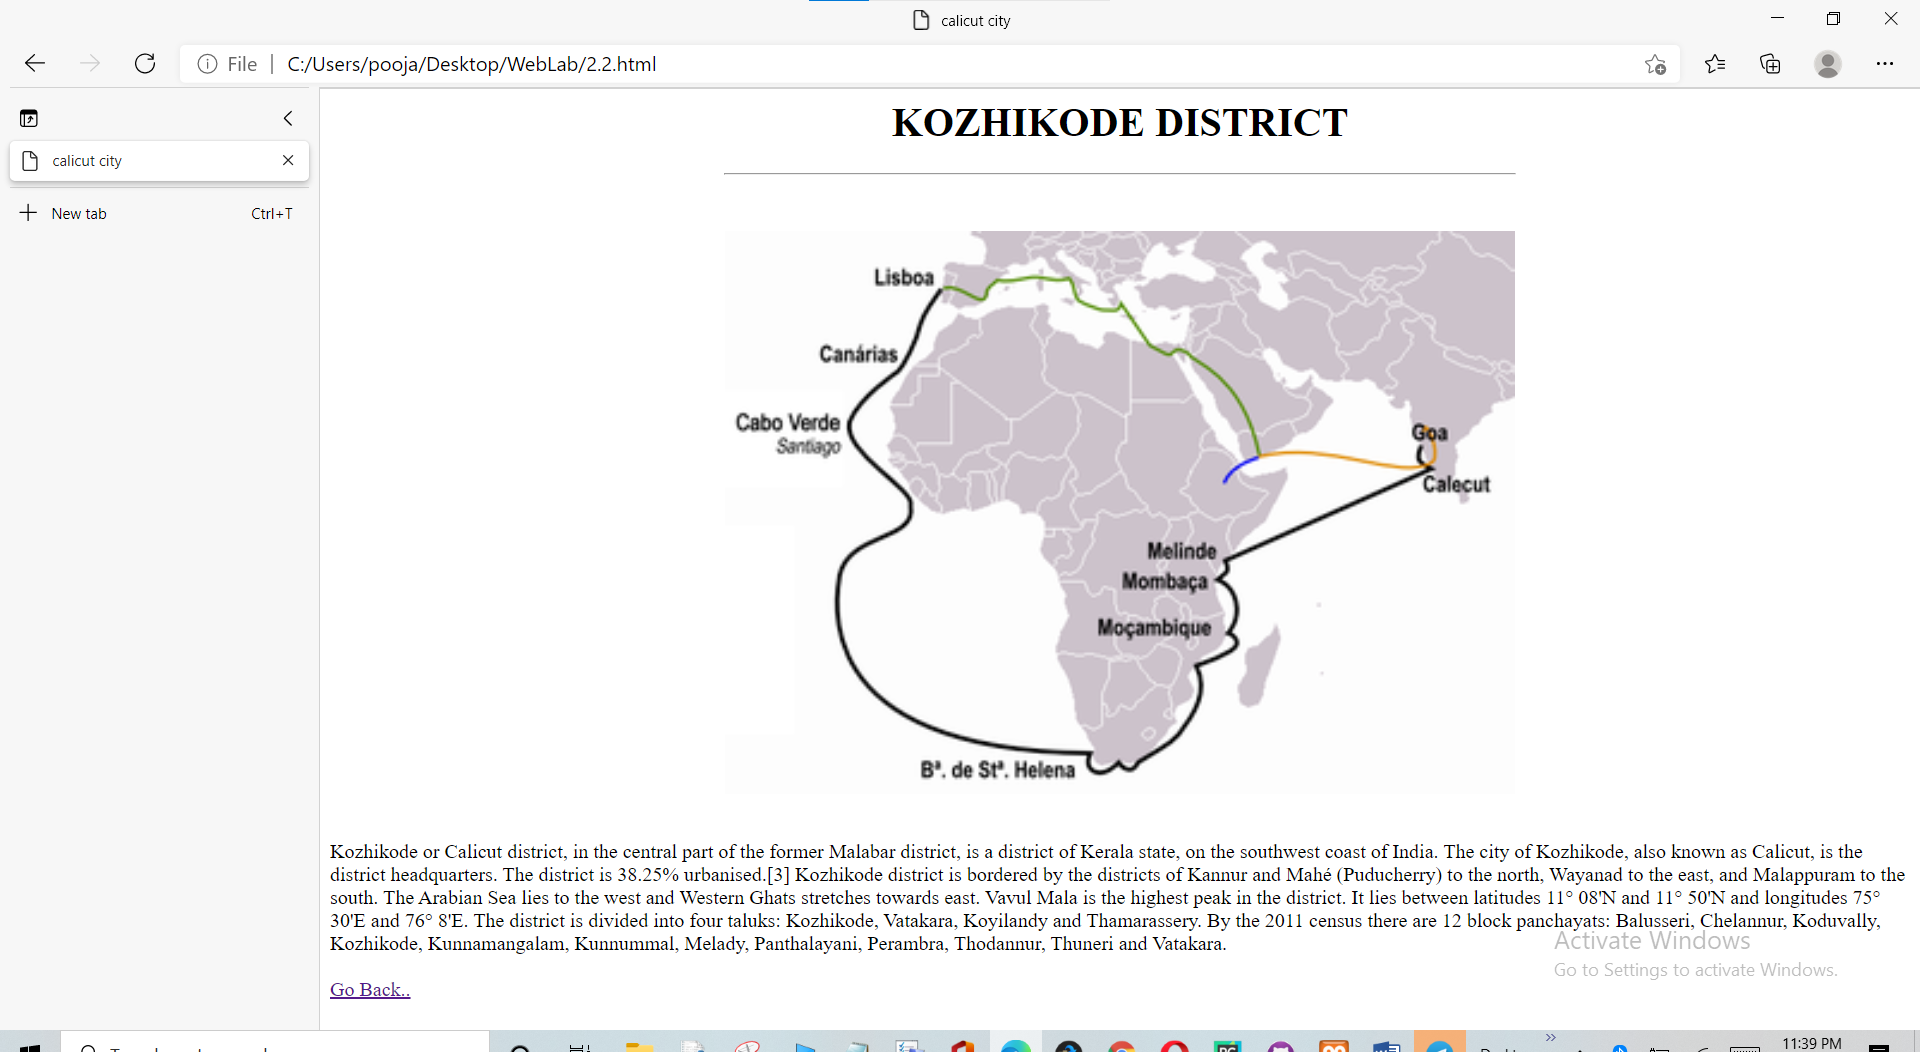 calicut city
File
C:/Users/pooja/Desktop/WebLab/2.2.html
calicut city
New tab Ctrl+T
KOZHIKODE DISTRICT
Lisboa
Canárias
Cabo Verde
Santiago
Goa
Calecut
Melinde
Mombaça
Moçambique
Bª. de Stª. Helena
Kozhikode or Calicut district, in the central part of the former Malabar district, is a district of Kerala state, on the southwest coast of India. The city of Kozhikode, also known as Calicut, is the
district headquarters. The district is 38.25% urbanised.[3] Kozhikode district is bordered by the districts of Kannur and Mahé (Puducherry) to the north, Wayanad to the east, and Malappuram to the
south. The Arabian Sea lies to the west and Western Ghats stretches towards east. Vavul Mala is the highest peak in the district. It lies between latitudes 11° 08'N and 11° 50'N and longitudes 75°
30'E and 76° 8'E. The district is divided into four taluks: Kozhikode, Vatakara, Koyilandy and Thamarassery. By the 2011 census there are 12 block panchayats: Balusseri, Chelannur, Koduvally,
Kozhikode, Kunnamangalam, Kunnummal, Melady, Panthalayani, Perambra, Thodannur, Thuneri and Vatakara.
Activate Windows
Go to Settings to activate Windows.
Go Back..
11:39 PM